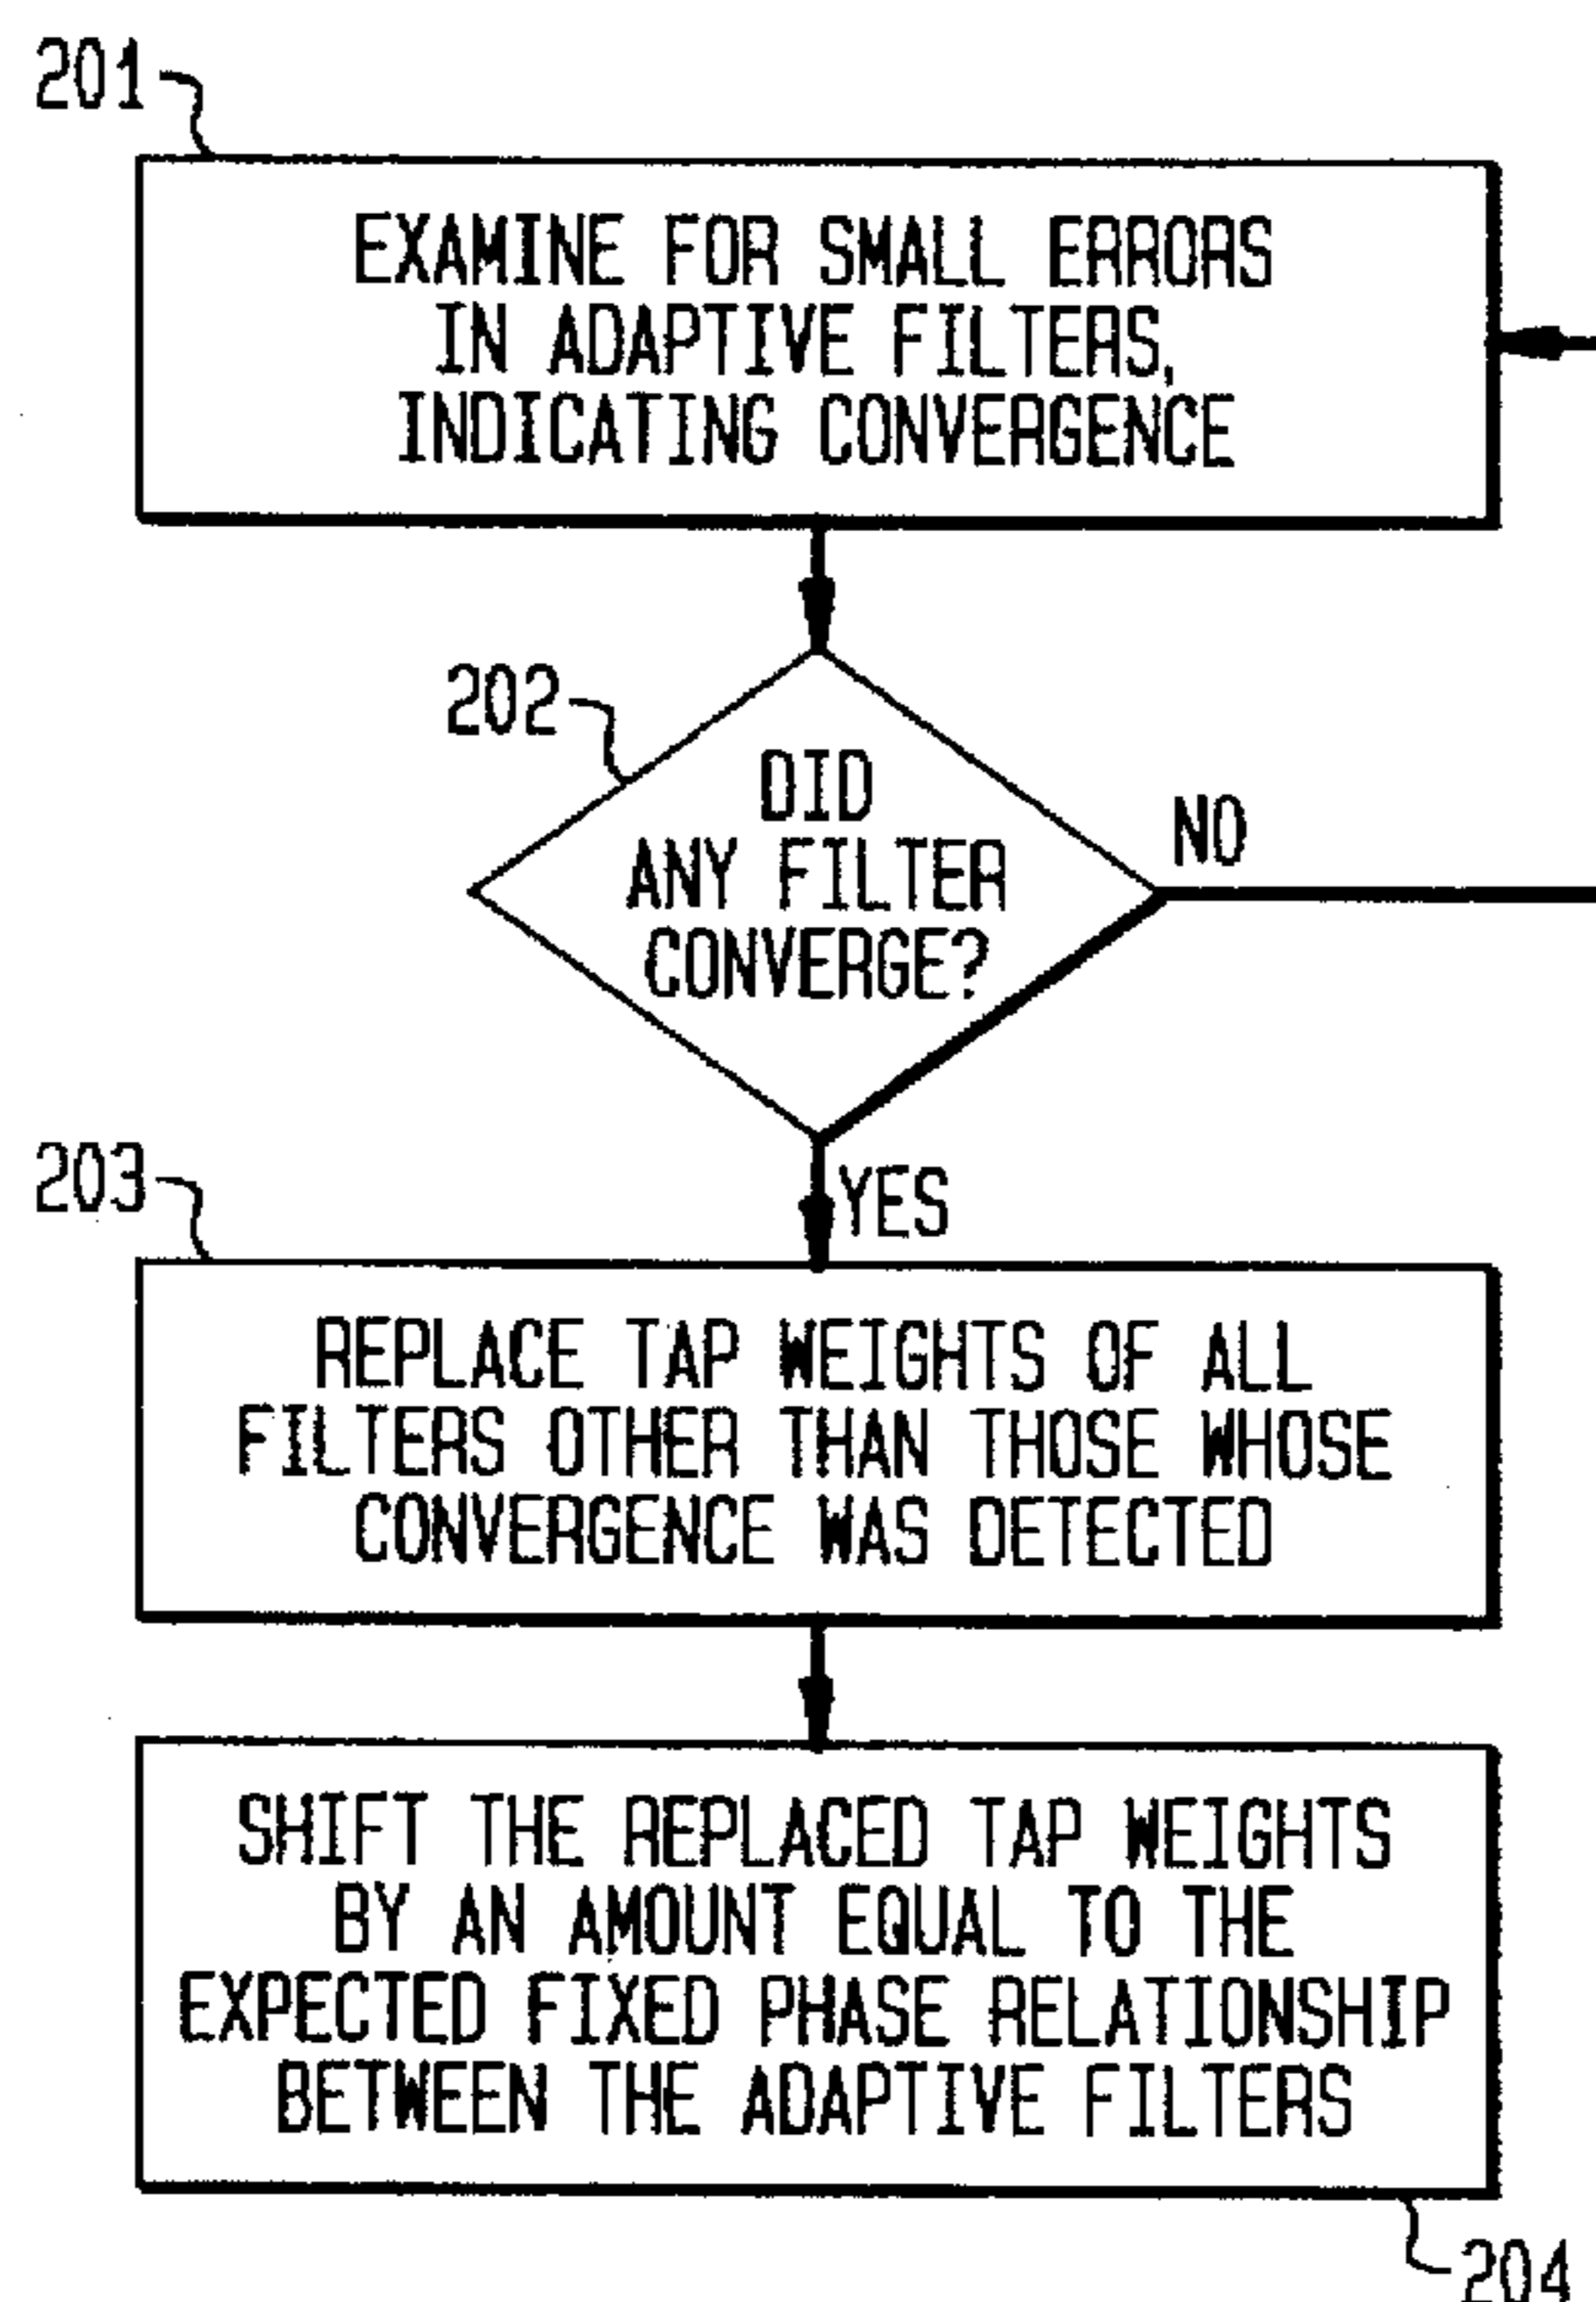 201
EXAMINE FOR SMALL ERRORS
IN ADAPTIVE FILTERS,
INDICATING CONVERGENCE
202
DID
ANY FILTER
CONVERGE?
NO
YES
203
REPLACE TAP WEIGHTS OF ALL
FILTERS OTHER THAN THOSE WHOSE
CONVERGENCE WAS DETECTED
SHIFT THE REPLACED TAP WEIGHTS
BY AN AMOUNT EQUAL TO THE
EXPECTED FIXED PHASE RELATIONSHIP
BETWEEN THE ADAPTIVE FILTERS
204